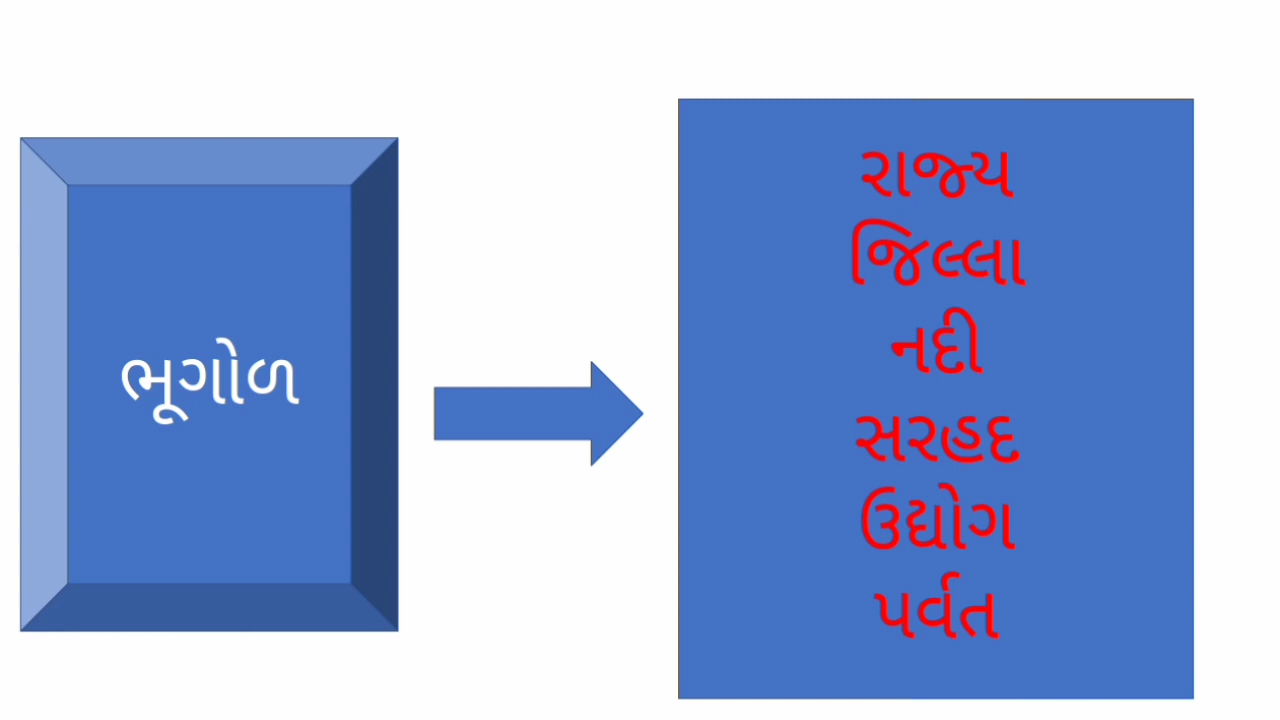 ભૂગોળ
રાજ્ય
જિલ્લા
નદી
સરહદ
ઉદ્યોગ
પર્વત